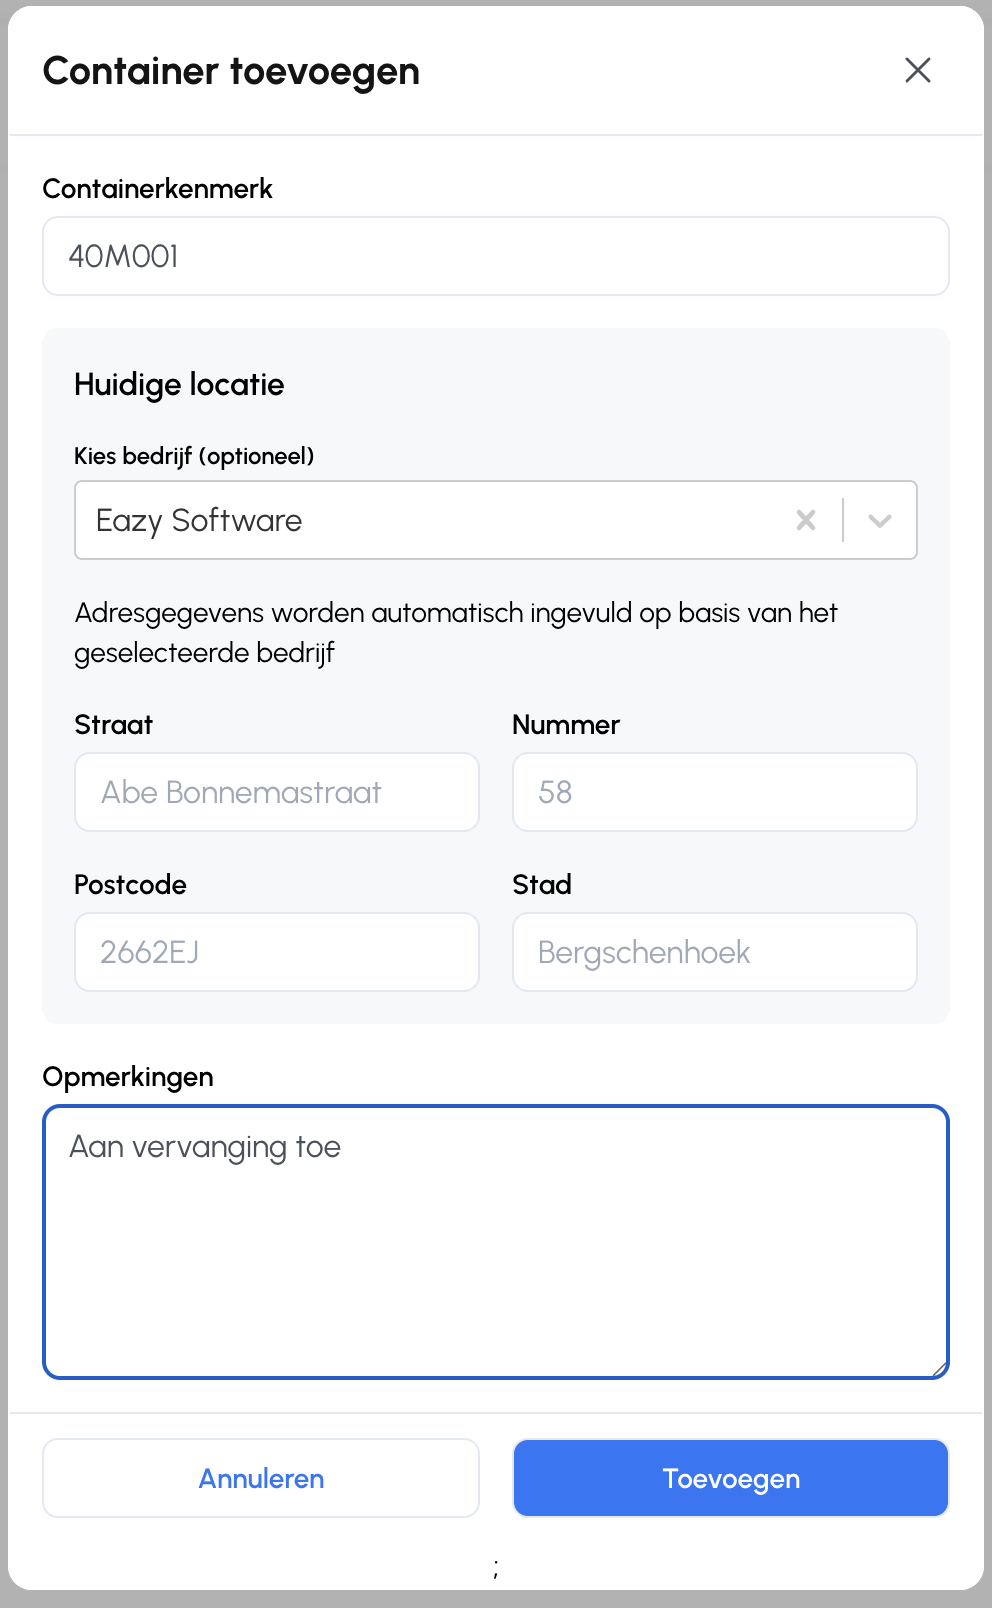 Container toevoegen
Containerkenmerk
40M001
Huidige locatie
Kies bedrijf (optioneel)
Eazy Software
Adresgegevens worden automatisch ingevuld op basis van het
geselecteerde bedrijf
Straat
Nummer
Abe Bonnemastraat
58
Postcode
Stad
2662EJ
Bergschenhoek
Opmerkingen
Aan vervanging toe
Annuleren
Toevoegen
;